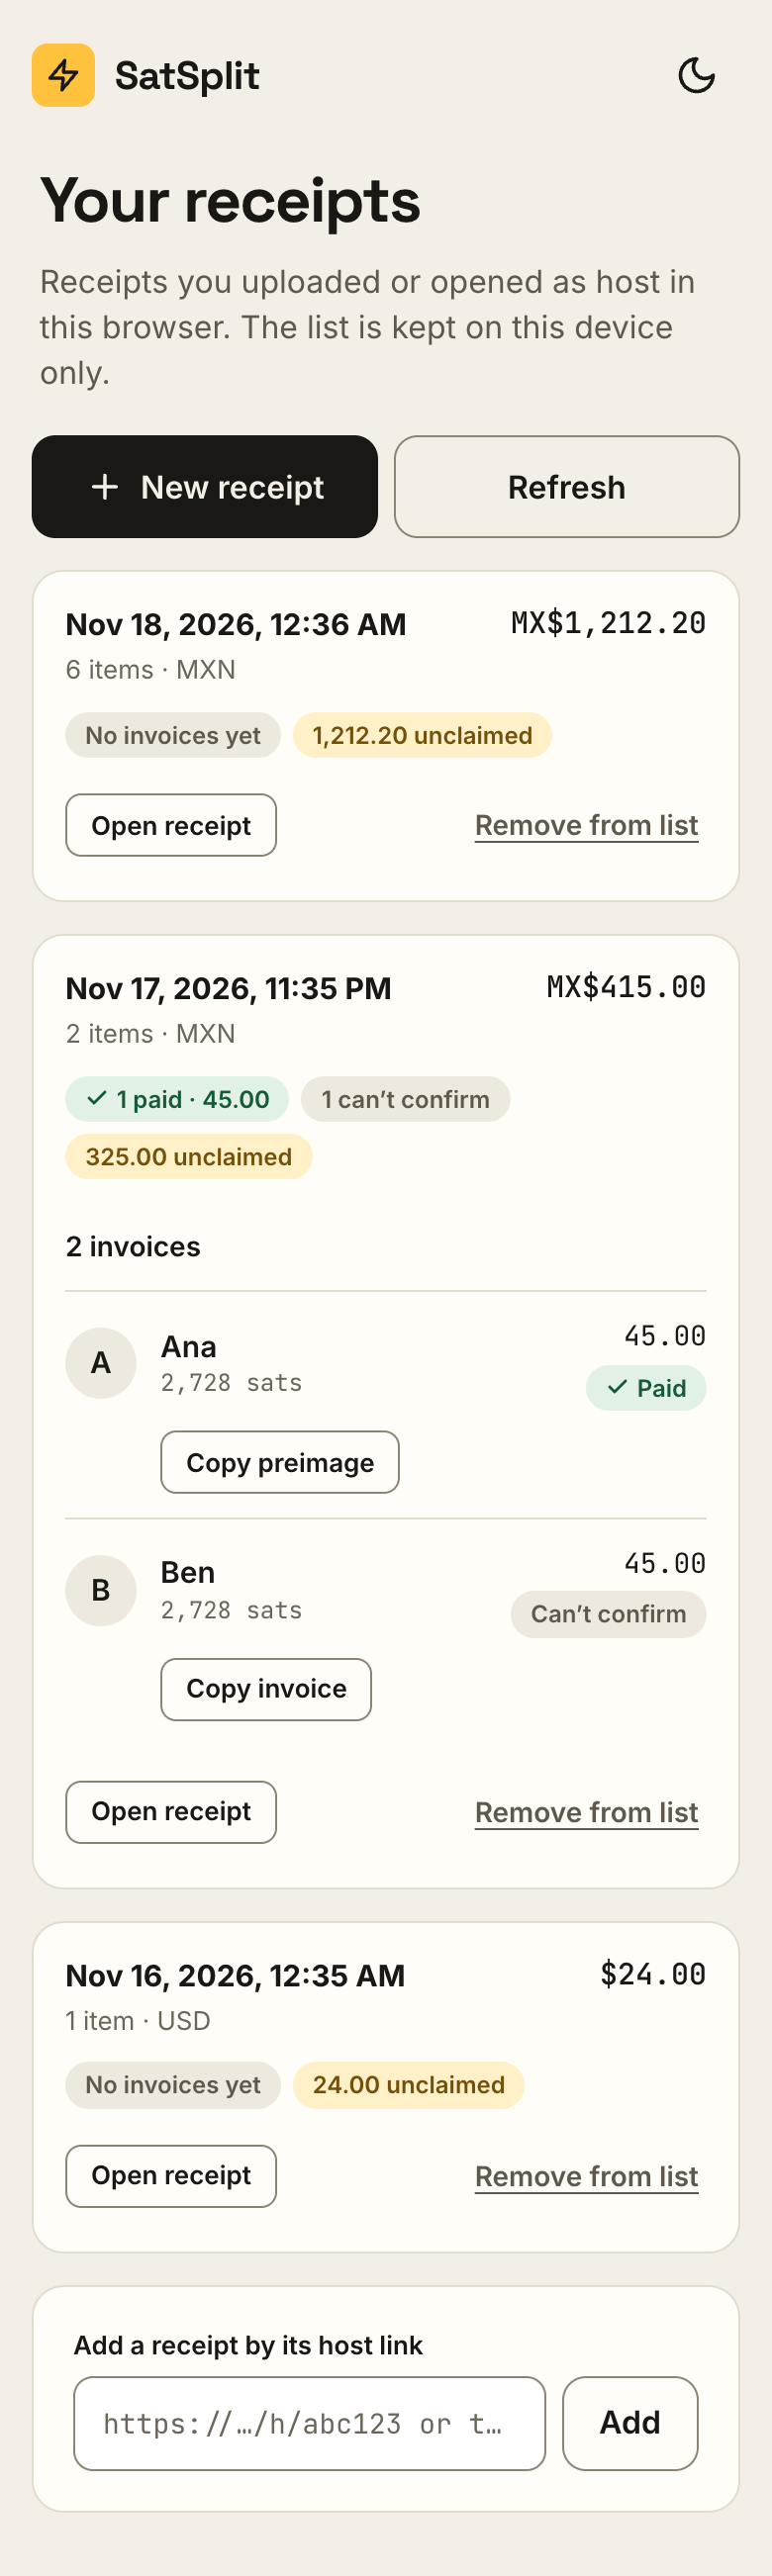 SatSplit
Your receipts
Receipts you uploaded or opened as host in
this browser. The list is kept on this device
only.
New receipt
Refresh
Nov 18, 2026, 12:36 AM
MX$1,212.20
6 items · MXN
No invoices yet
1,212.20 unclaimed
Open receipt
Remove from list
Nov 17, 2026, 11:35 PM
MX$415.00
2 items · MXN
1 paid · 45.00
1 can’t confirm
325.00 unclaimed
2 invoices
A
Ana
45.00
2,728 sats
Paid
Copy preimage
B
Ben
45.00
2,728 sats
Can’t confirm
Copy invoice
Open receipt
Remove from list
Nov 16, 2026, 12:35 AM
$24.00
1 item · USD
No invoices yet
24.00 unclaimed
Open receipt
Remove from list
Add a receipt by its host link
https://…/h/abc123 or t…
Add